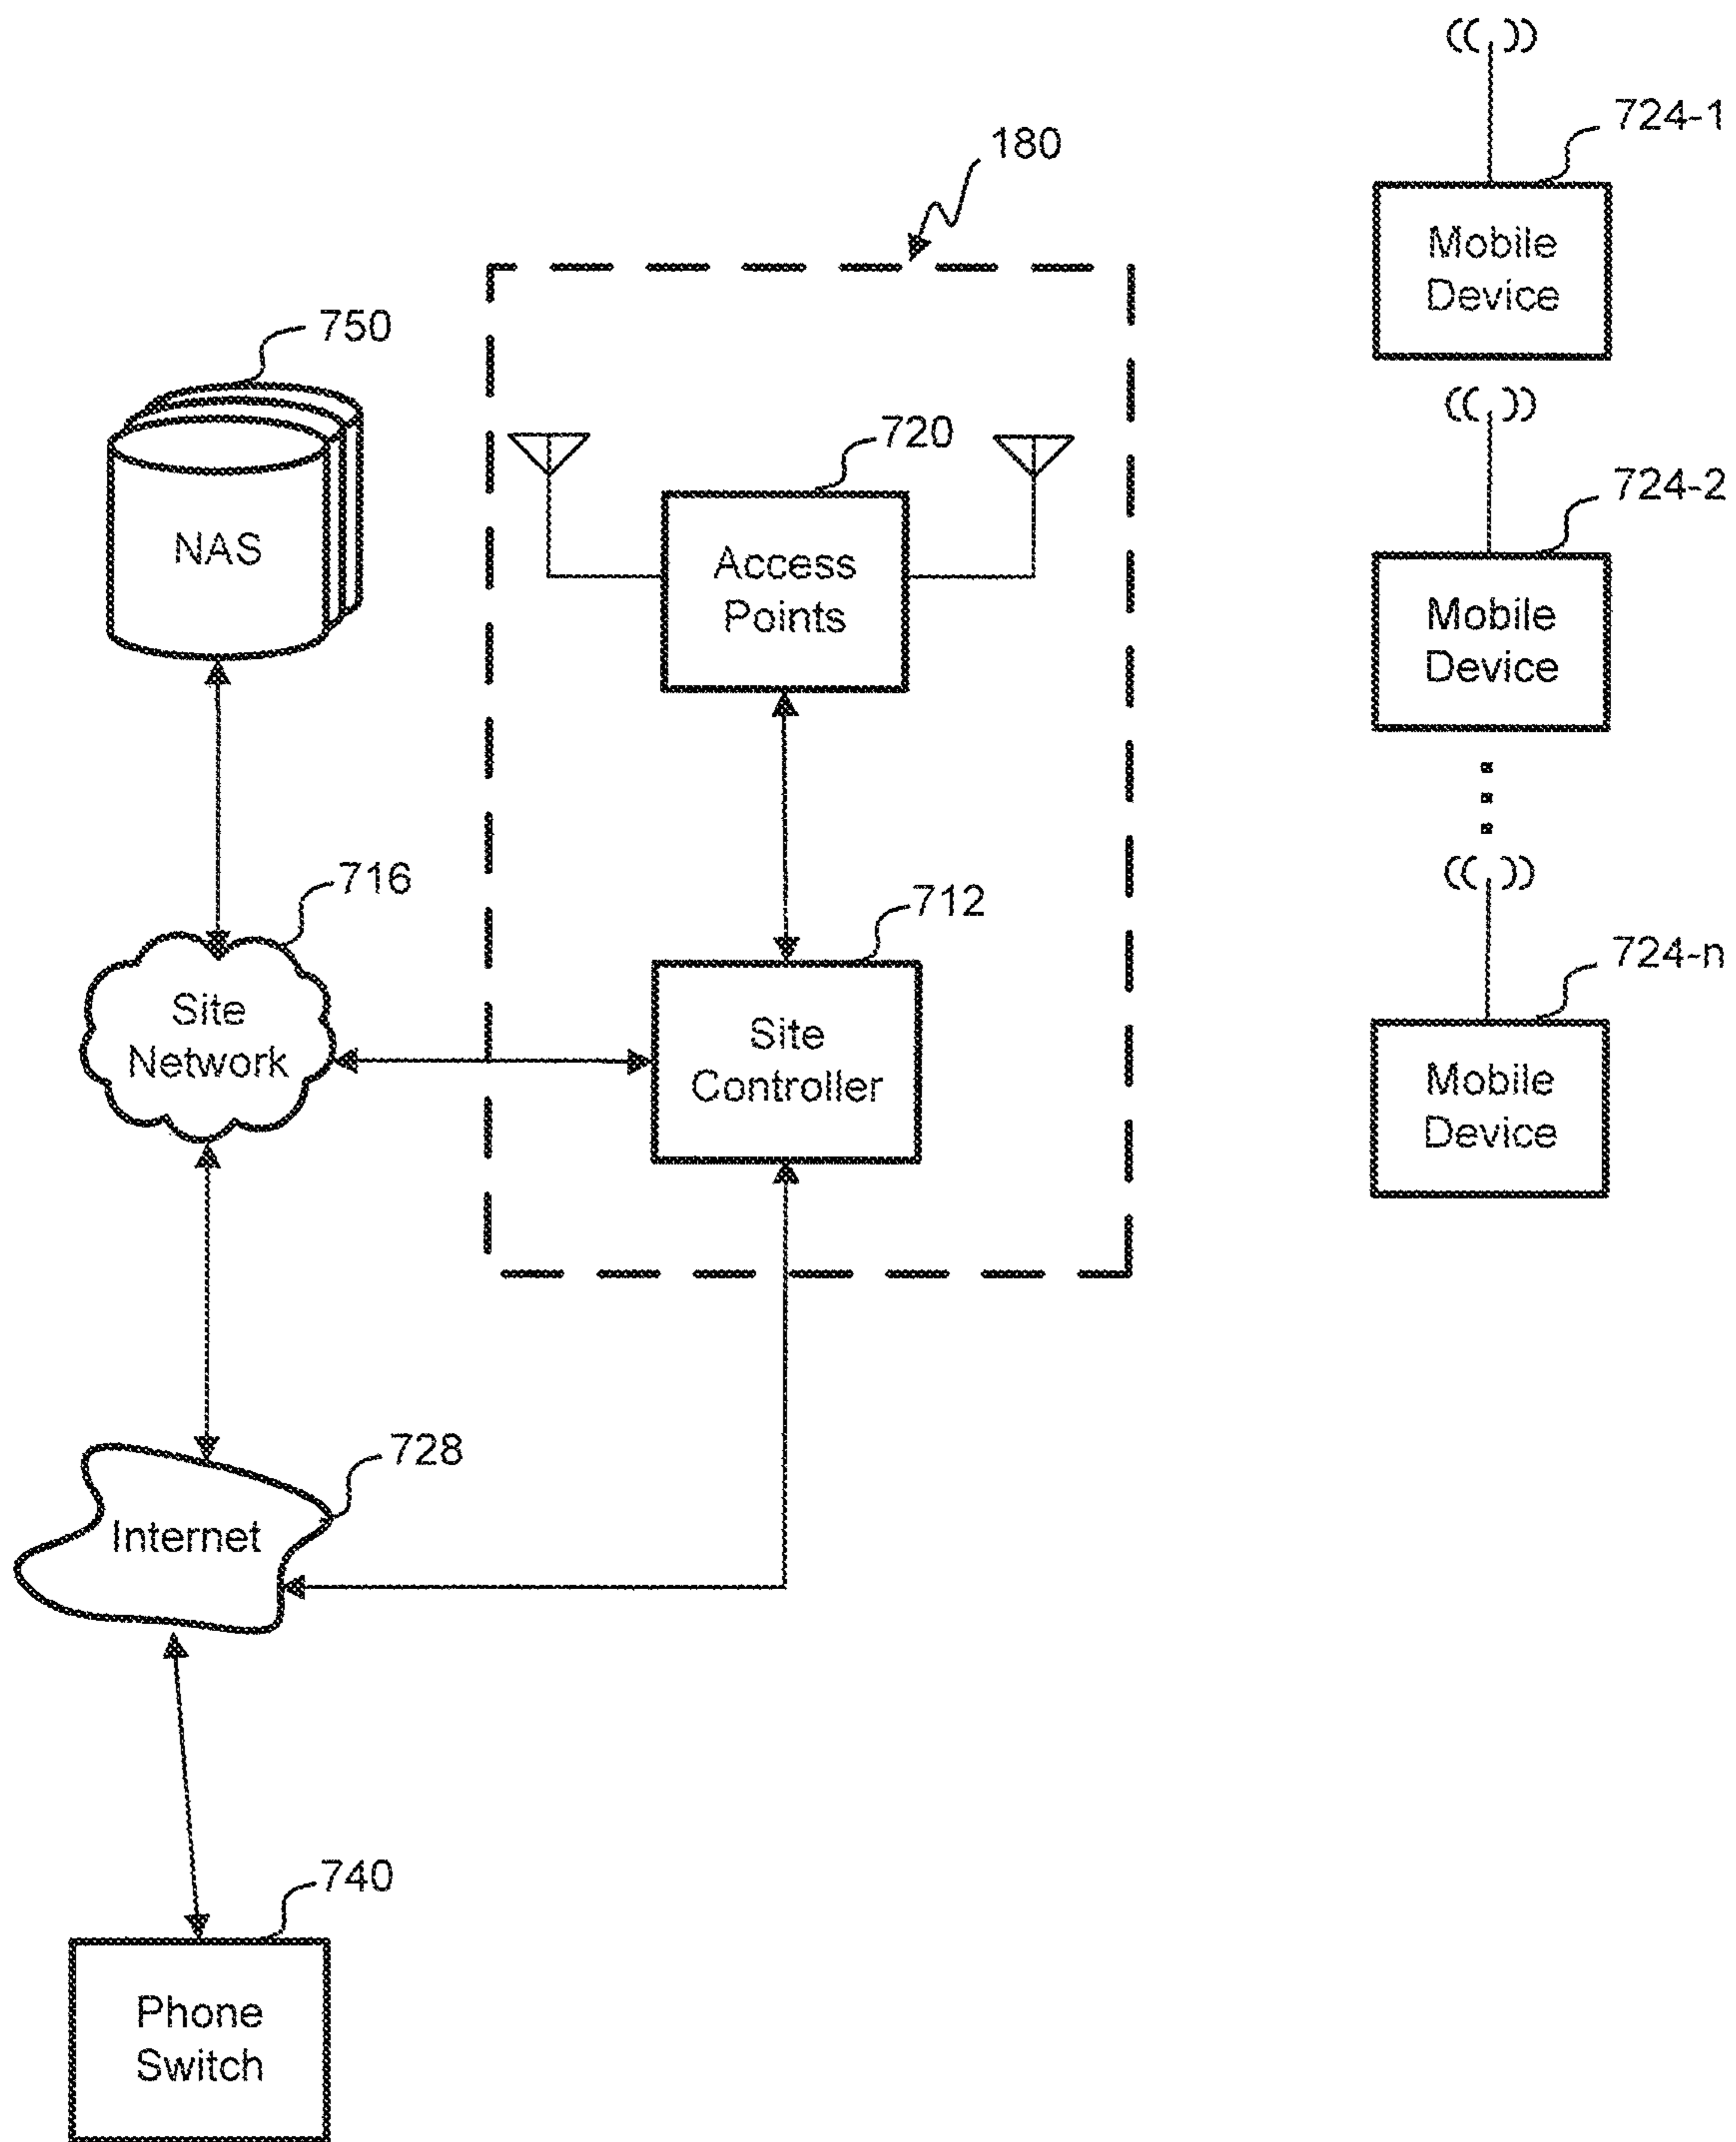 724-1
180
Mobile
Device
750
720
724-2
NAS
Access
Points
Mobile
Device
716
712
724-n
Site
Network
Site
Controller
Mobile
Device
728
Internet
740
Phone
Switch